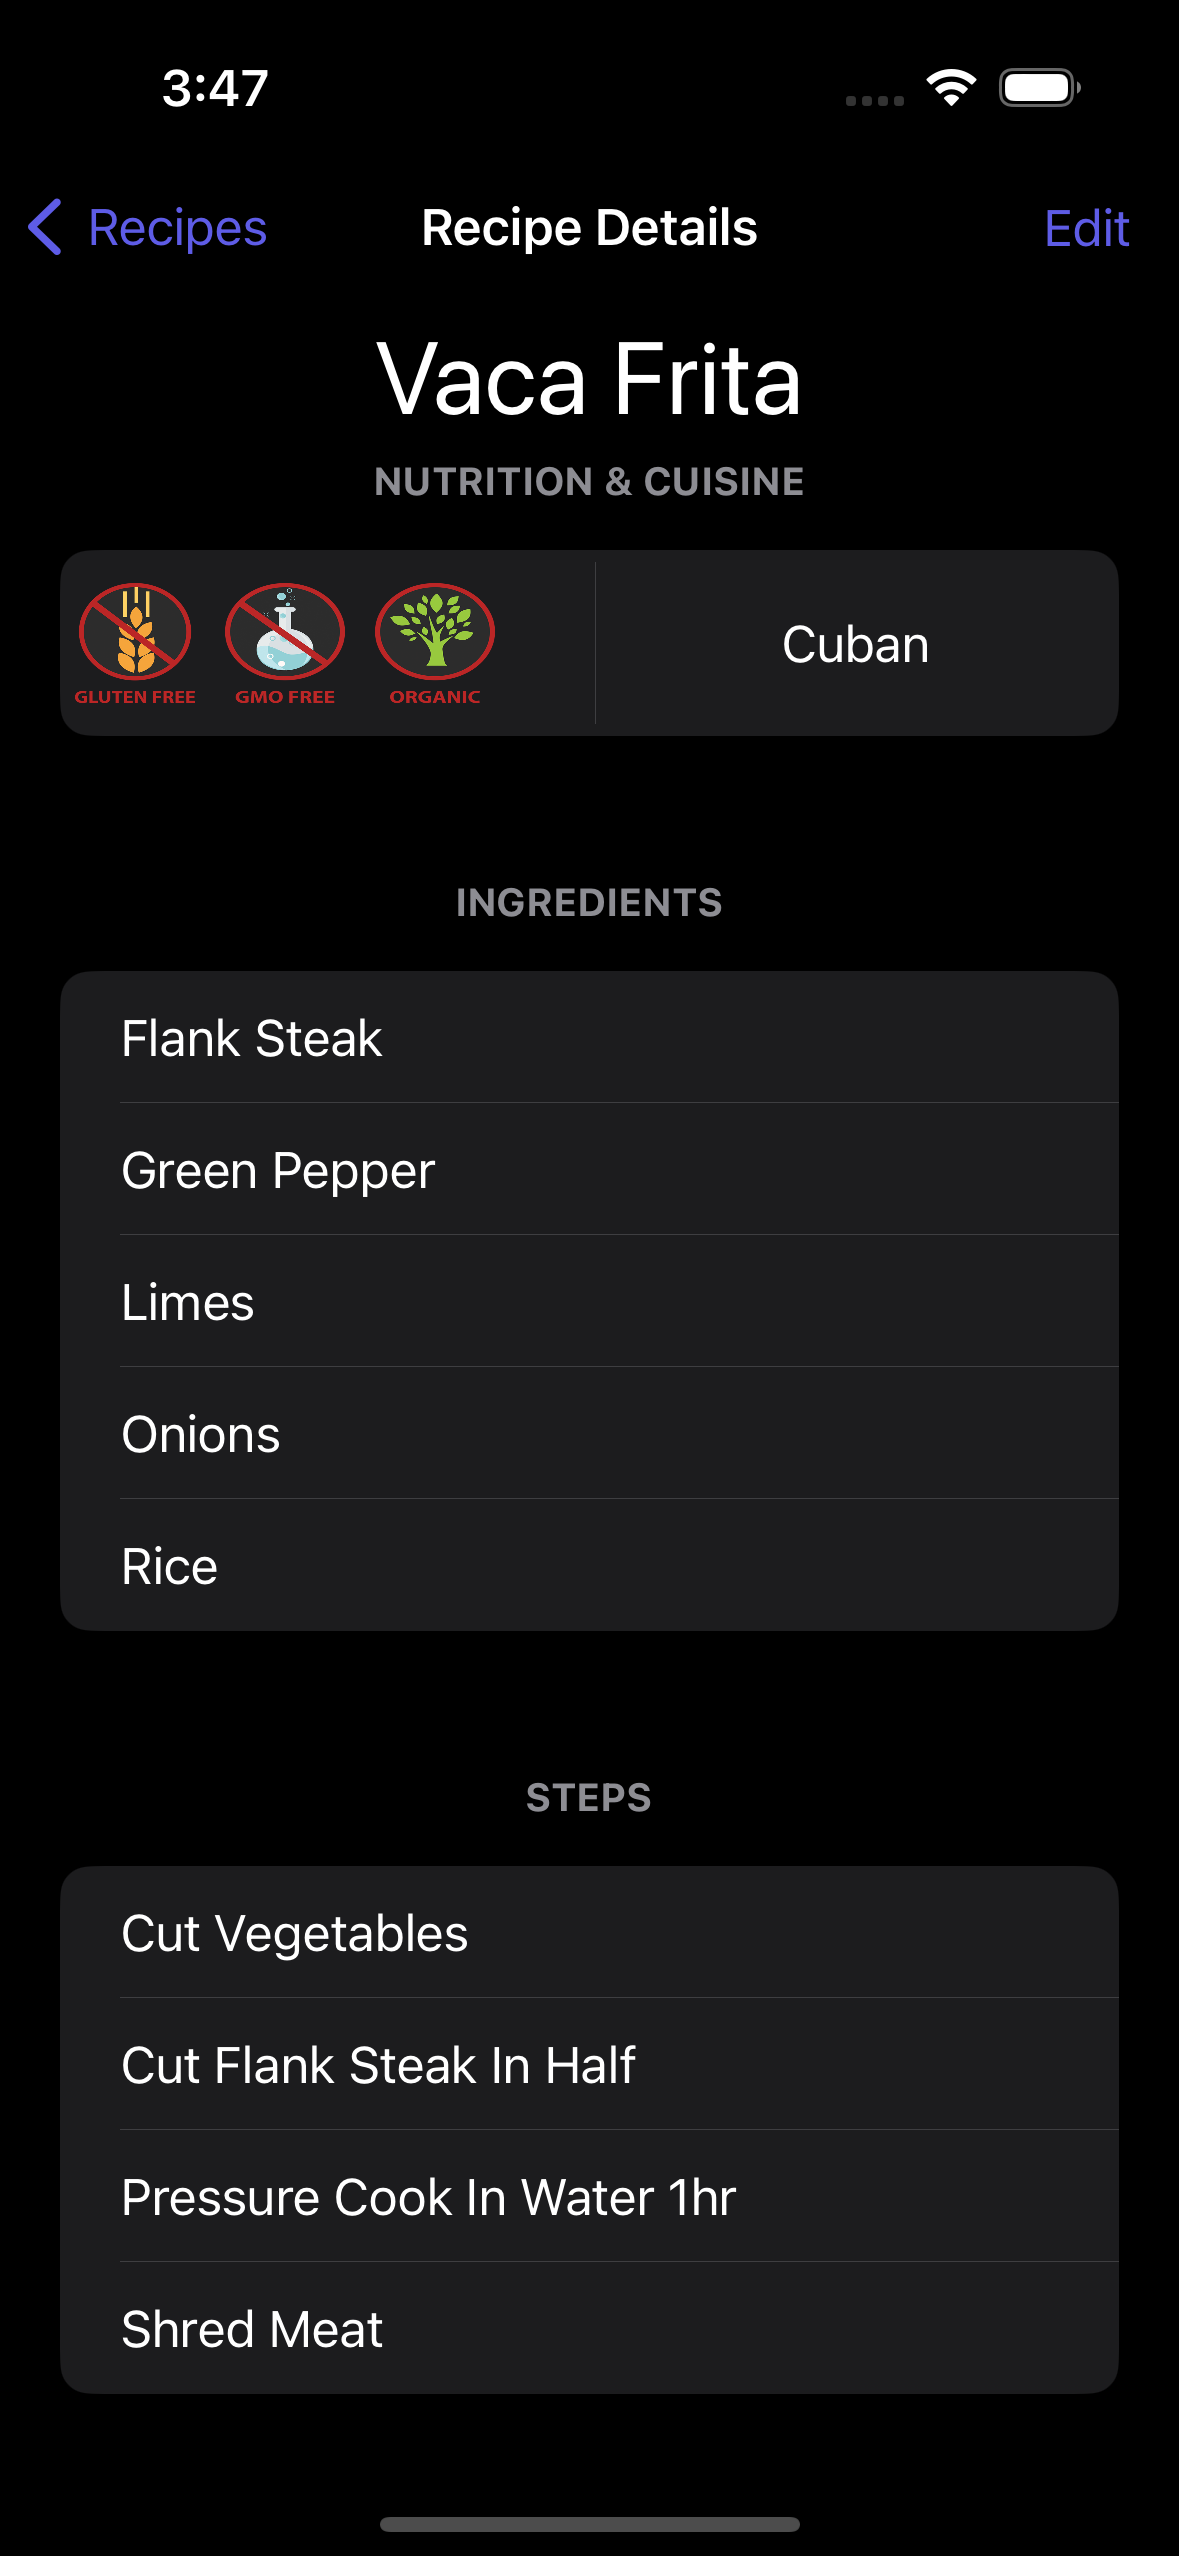 3:47
Recipes
Recipe Details
Edit
Vaca Frita
NUTRITION & CUISINE
GLUTEN FREE
GMO FREE
ORGANIC
Cuban
INGREDIENTS
Flank Steak
Green Pepper
Limes
Onions
Rice
STEPS
Cut Vegetables
Cut Flank Steak In Half
Pressure Cook In Water 1hr
Shred Meat